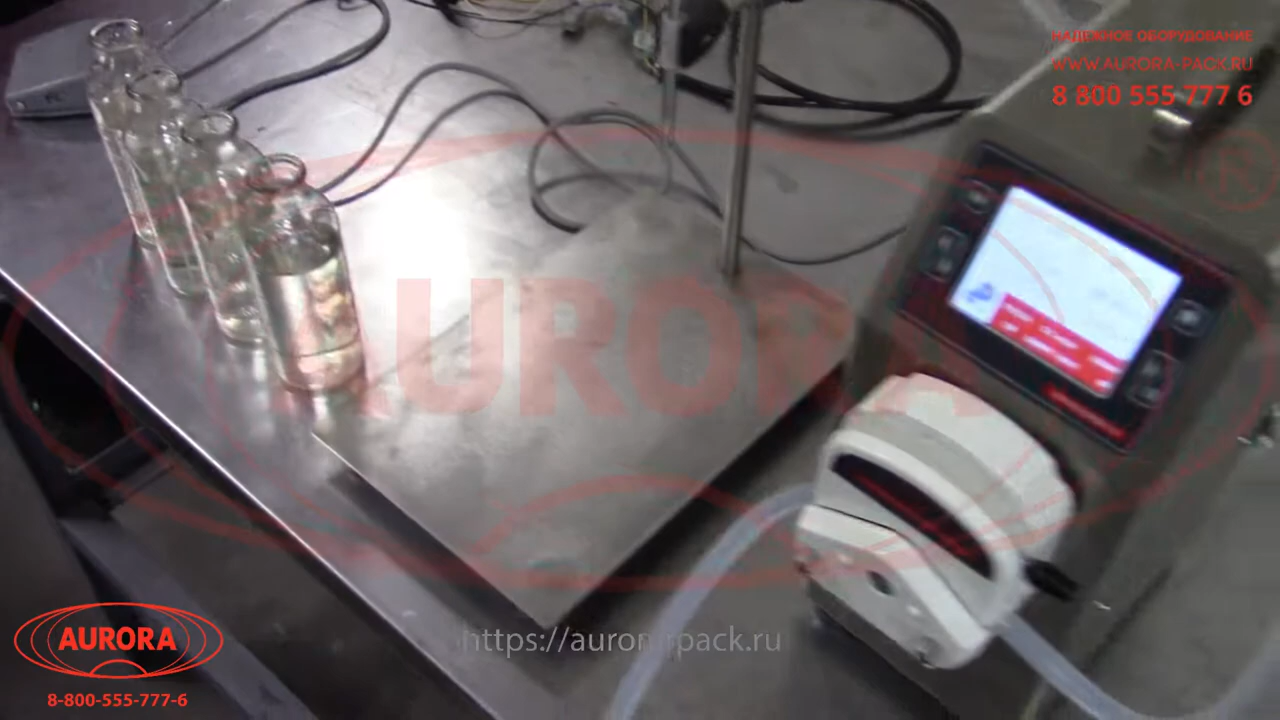 НАДЕЖНОЕ ОБОРУДОВАНИЕ
WWW.AURORA-PACK.RU
8 800 555 777 6
AURORA
®
AURORA
8-800-555-777-6